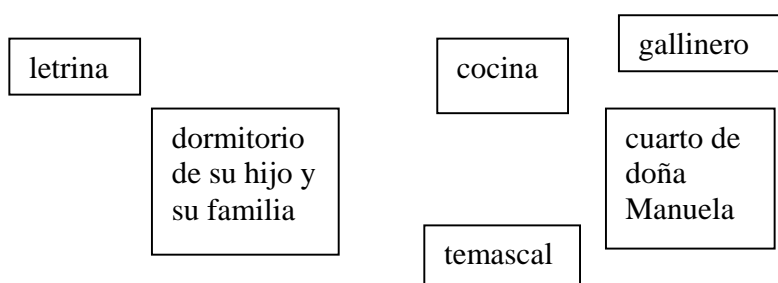 letrina
cocina
gallinero
dormitorio
de su hijo y
su familia
cuarto de
doña
Manuela
temascal